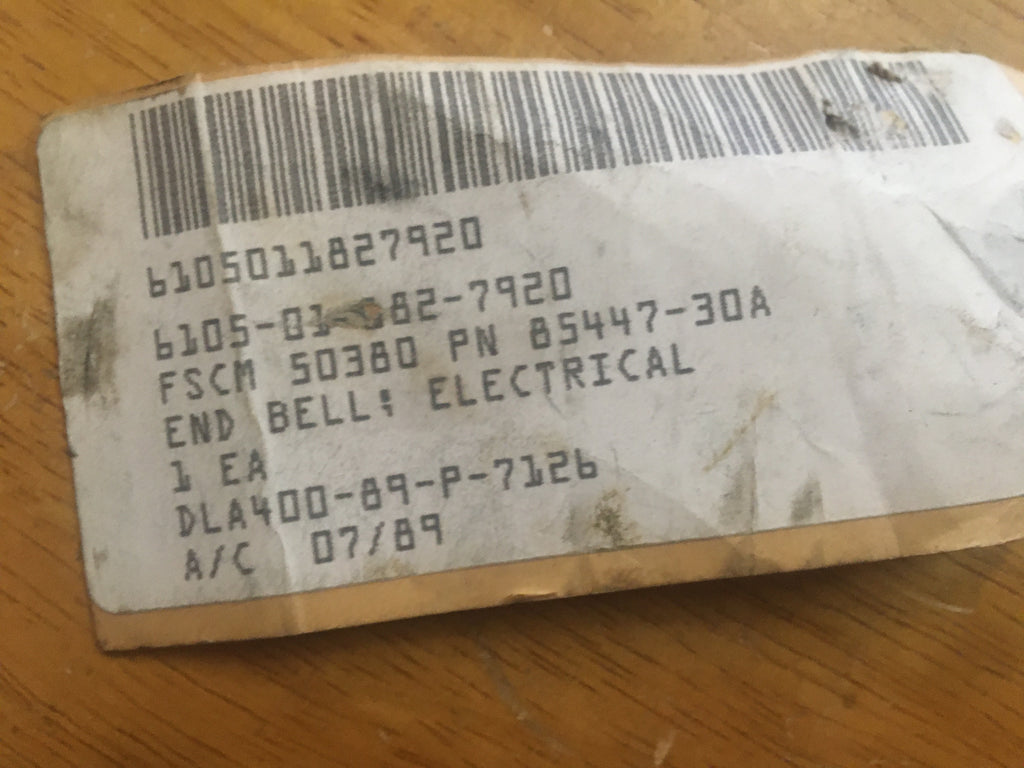 6105011827920
6105-01-182-7920
FSCM 50380 PN 85447-30A
END BELL; ELECTRICAL
1 EA
DLA400-89-P-7126
A/C 07/89